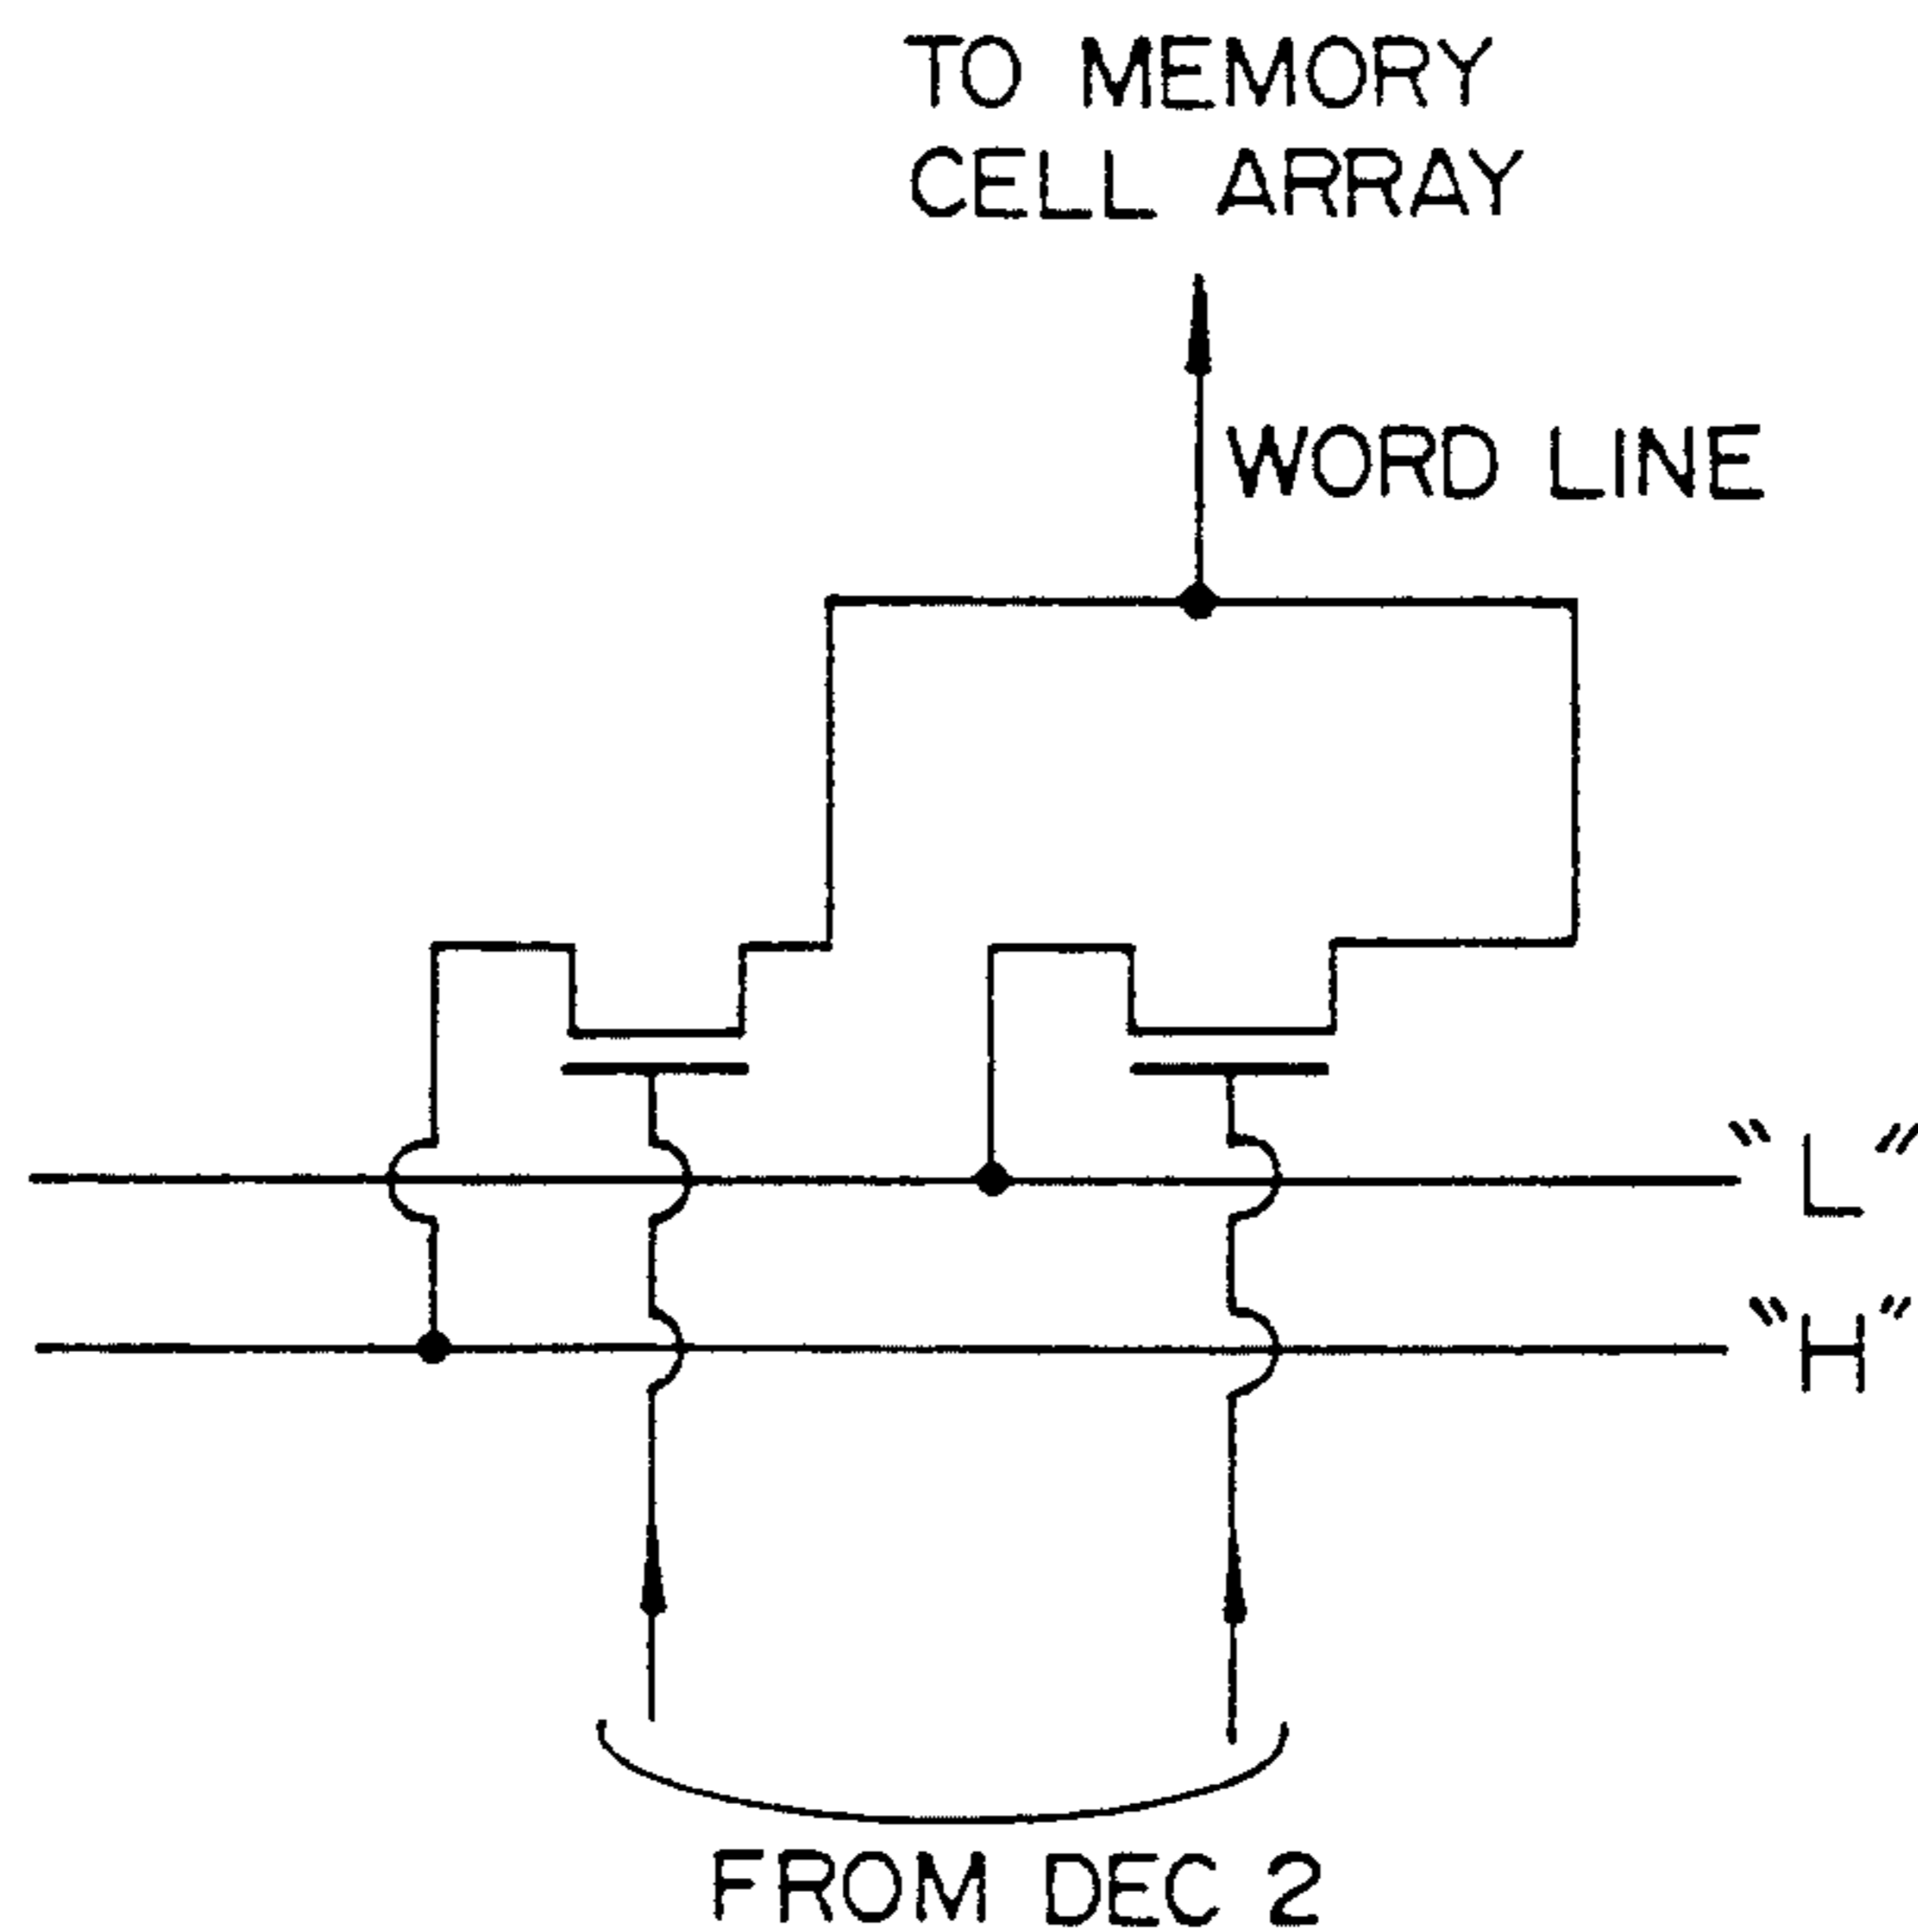 TO MEMORY
CELL ARRAY
WORD LINE
"L"
"H"
FROM DEC 2